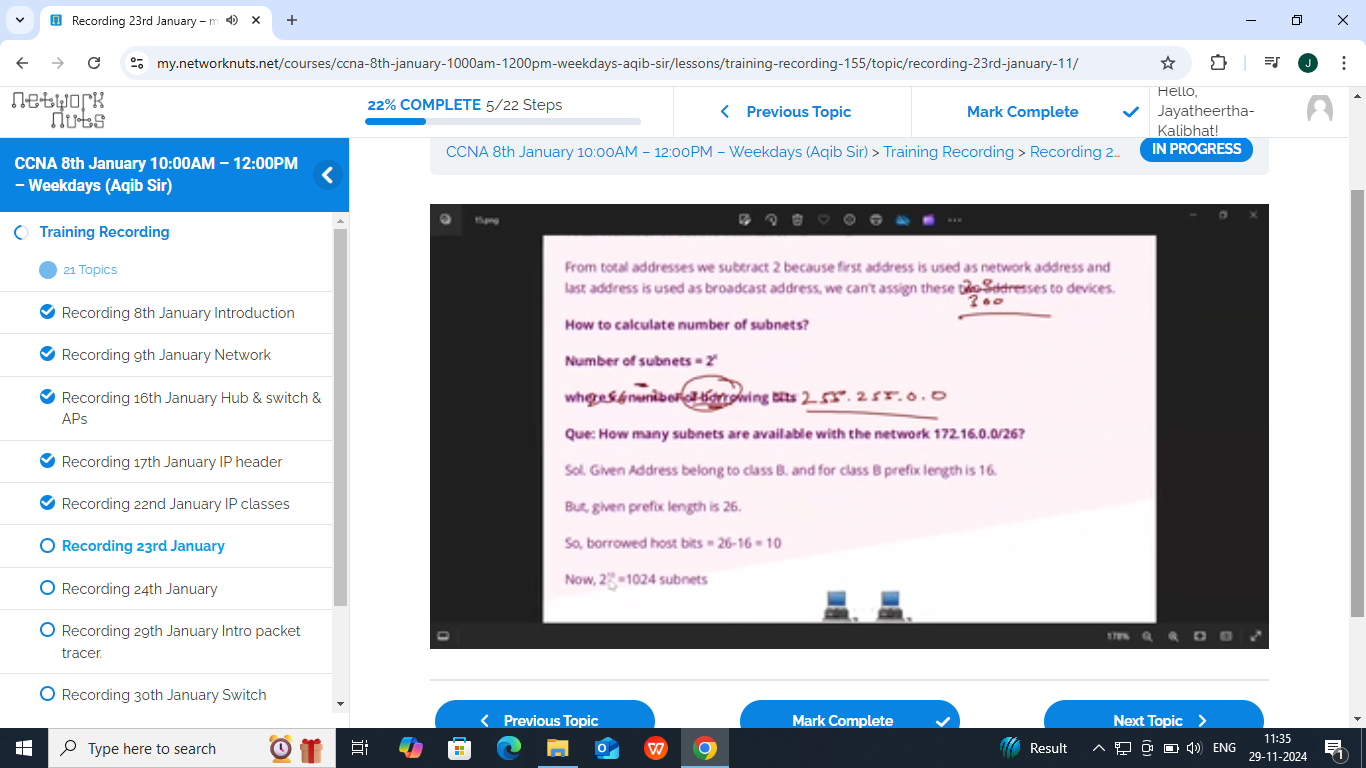 Recording 23rd January – m
my.networknuts.net/courses/ccna-8th-january-1000am-1200pm-weekdays-aqib-sir/lessons/training-recording-155/topic/recording-23rd-january-11/
J
network
nuts
22% COMPLETE 5/22 Steps
Previous Topic
Mark Complete
Hello,
Jayatheertha-
Kalibhat!
CCNA 8th January 10:00AM – 12:00PM
– Weekdays (Aqib Sir)
Training Recording
21 Topics
Recording 8th January Introduction
Recording 9th January Network
Recording 16th January Hub & switch &
APs
Recording 17th January IP header
Recording 22nd January IP classes
Recording 23rd January
Recording 24th January
Recording 29th January Intro packet
tracer.
Recording 30th January Switch
CCNA 8th January 10:00AM – 12:00PM – Weekdays (Aqib Sir) > Training Recording > Recording 2...
IN PROGRESS
15.png
From total addresses we subtract 2 because first address is used as network address and
last address is used as broadcast address, we can't assign these two addresses to devices.
300
How to calculate number of subnets?
Number of subnets = 2
where number of borrowing bits 255.255.0.0
Que: How many subnets are available with the network 172.16.0.0/26?
Sol. Given Address belong to class B. and for class B prefix length is 16.
But, given prefix length is 26.
So, borrowed host bits = 26-16 = 10
Now, 2¹⁰ =1024 subnets
178%
Previous Topic
Mark Complete
Next Topic
Type here to search
Result
ENG
11:35
29-11-2024
1